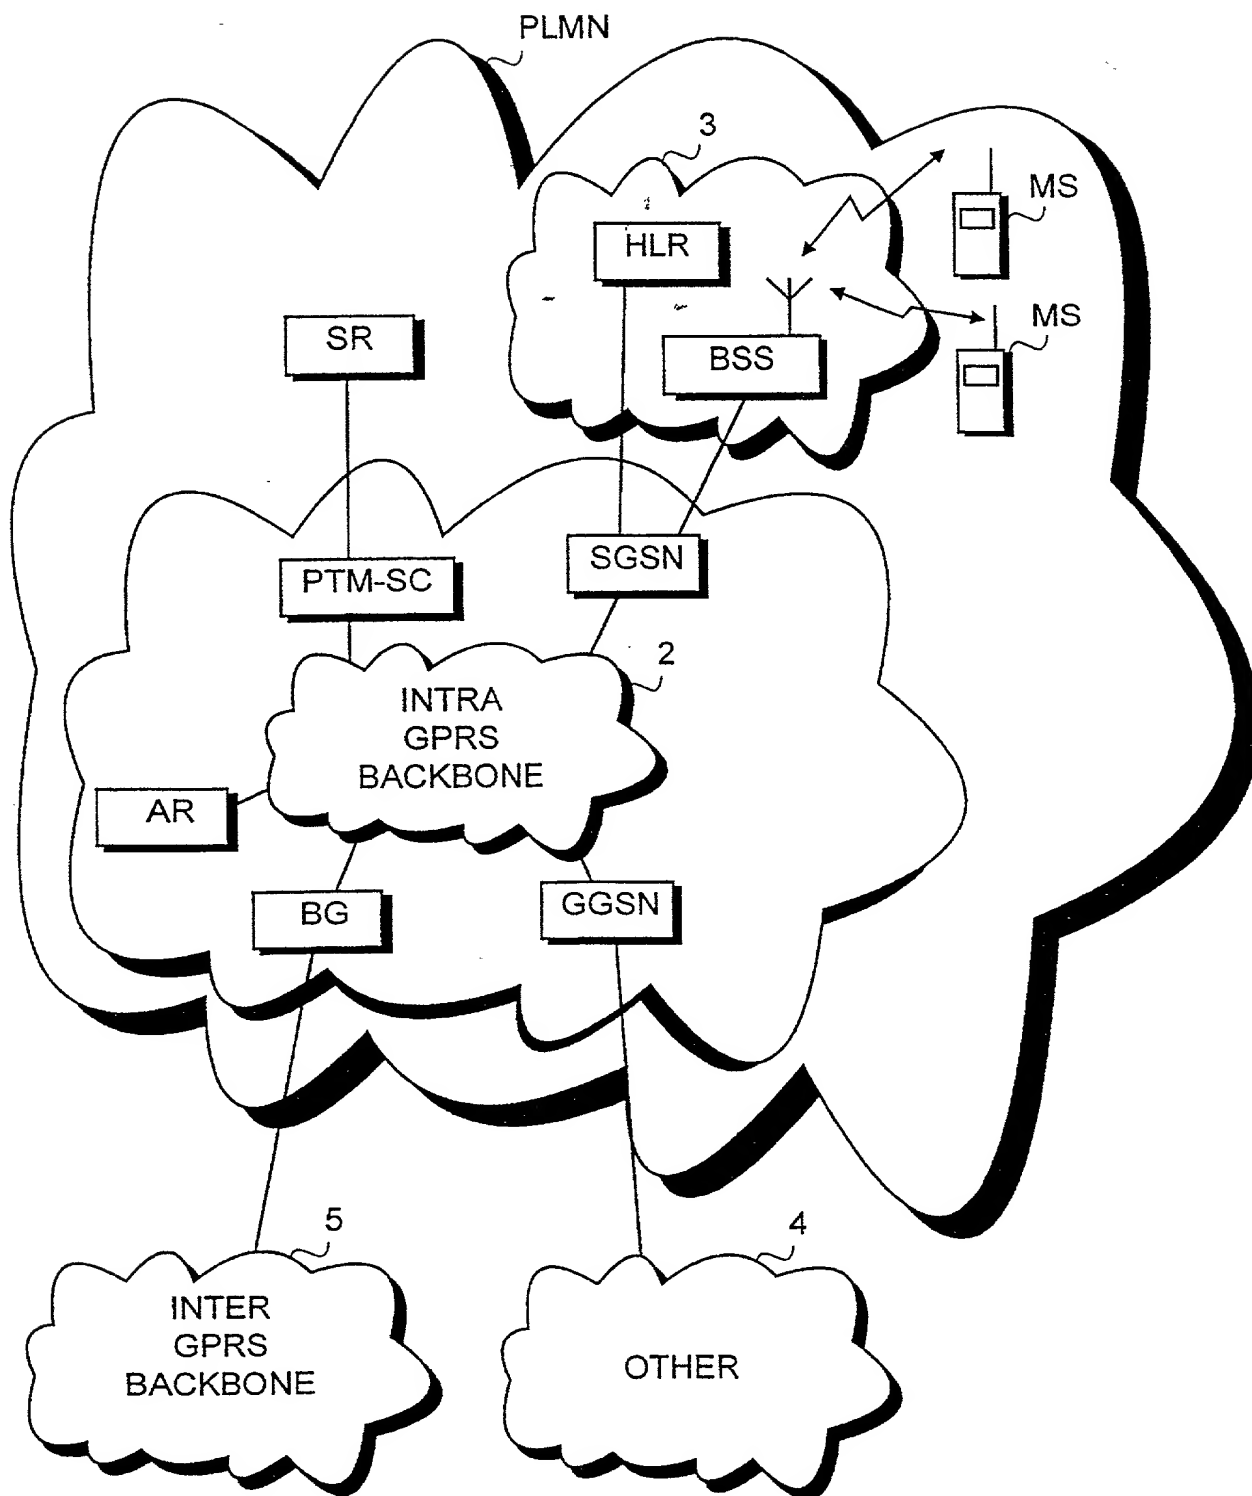 PLMN
3
MS
HLR
MS
SR
BSS
PTM-SC
SGSN
2
INTRA
GPRS
BACKBONE
AR
BG
GGSN
5
4
INTER
GPRS
BACKBONE
OTHER